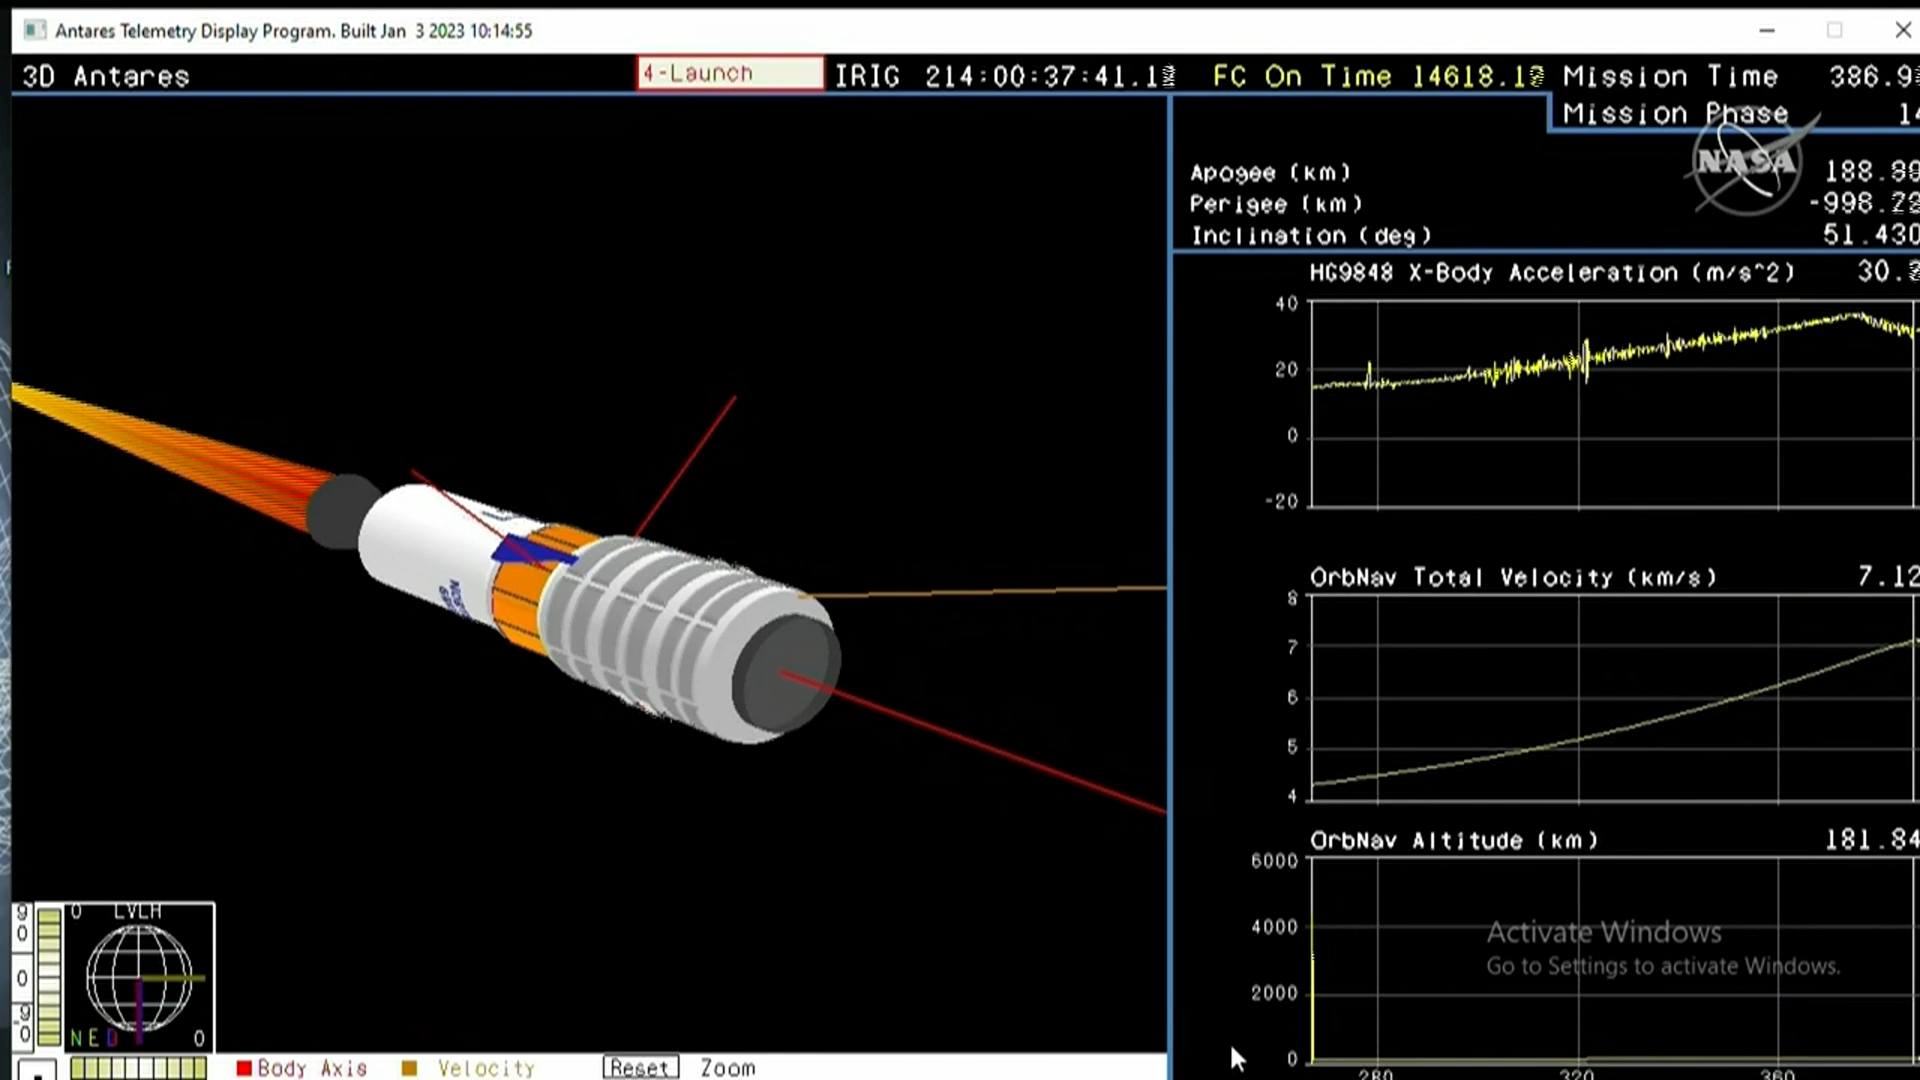 Antares Telemetry Display Program. Built Jan 3 2023 10:14:55
3D Antares
4-Launch
IRIG 214:00:37:41.1
FC On Time 14618.1
Mission Time 386.9
Mission Phase 14
NASA
Apogee (km) 188.
Perigee (km) -998.
Inclination (deg) 51.430
HG9848 X-Body Acceleration (m/s^2) 30.
40
20
0
-20
OrbNav Total Velocity (km/s) 7.12
8
7
6
5
4
OrbNav Altitude (km) 181.84
6000
4000
2000
0
280 320 360
Activate Windows
Go to Settings to activate Windows.
90
0
-90
0 LVLH
N E D 0
Body Axis
Velocity
Reset
Zoom